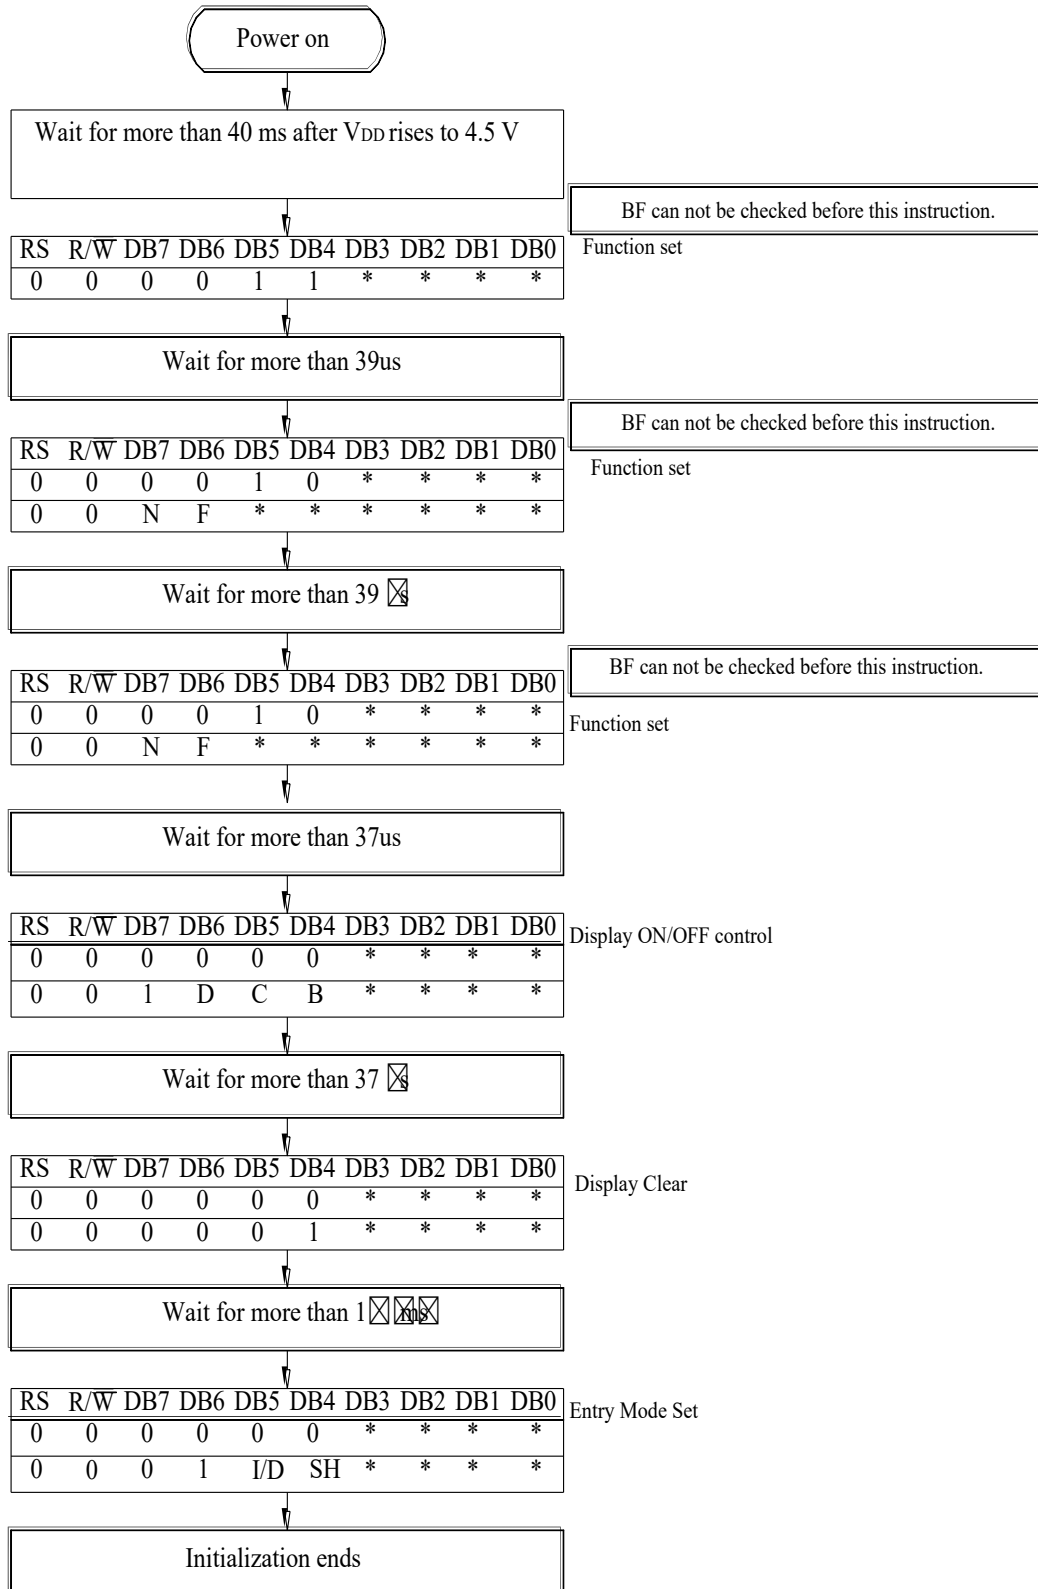 Power on
Wait for more than 40 ms after VDD rises to 4.5 V
BF can not be checked before this instruction.
RS R/W̅ DB7 DB6 DB5 DB4 DB3 DB2 DB1 DB0
Function set
0 0 0 0 1 1 * * * *
Wait for more than 39us
BF can not be checked before this instruction.
RS R/W̅ DB7 DB6 DB5 DB4 DB3 DB2 DB1 DB0
Function set
0 0 0 0 1 0 * * * *
0 0 N F * * * * * *
Wait for more than 39 s
BF can not be checked before this instruction.
RS R/W̅ DB7 DB6 DB5 DB4 DB3 DB2 DB1 DB0
0 0 0 0 1 0 * * * *
Function set
0 0 N F * * * * * *
Wait for more than 37us
RS R/W̅ DB7 DB6 DB5 DB4 DB3 DB2 DB1 DB0
Display ON/OFF control
0 0 0 0 0 0 * * * *
0 0 1 D C B * * * *
Wait for more than 37 s
RS R/W̅ DB7 DB6 DB5 DB4 DB3 DB2 DB1 DB0
Display Clear
0 0 0 0 0 0 * * * *
0 0 0 0 0 1 * * * *
Wait for more than 1 ms
RS R/W̅ DB7 DB6 DB5 DB4 DB3 DB2 DB1 DB0
Entry Mode Set
0 0 0 0 0 0 * * * *
0 0 0 1 I/D SH * * * *
Initialization ends